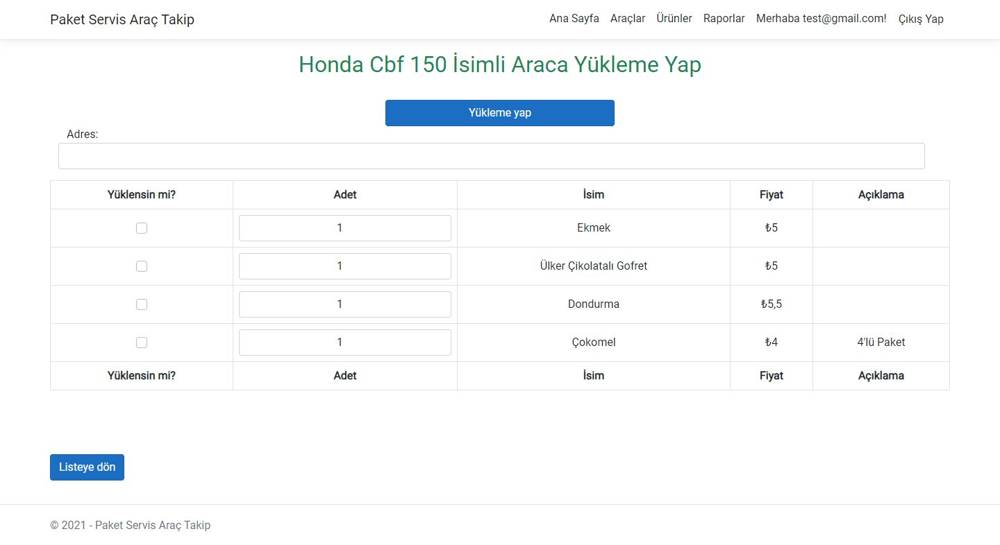 Paket Servis Araç Takip
Ana Sayfa Araçlar Ürünler Raporlar Merhaba test@gmail.com! Çıkış Yap
Honda Cbf 150 İsimli Araca Yükleme Yap
Yükleme yap
Adres:
Yüklensin mi? Adet İsim Fiyat Açıklama
1 Ekmek ₺5
1 Ülker Çikolatalı Gofret ₺5
1 Dondurma ₺5,5
1 Çokomel ₺4 4'lü Paket
Yüklensin mi? Adet İsim Fiyat Açıklama
Listeye dön
© 2021 - Paket Servis Araç Takip